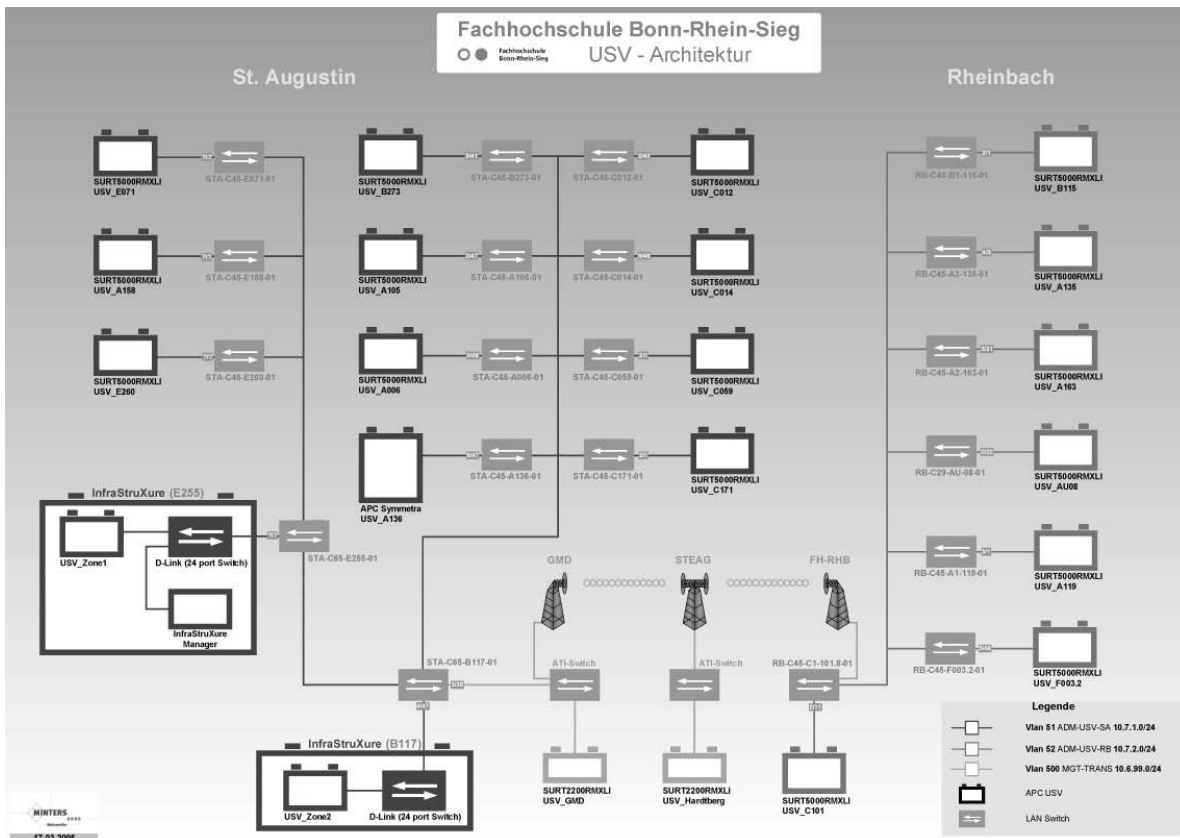 Fachhochschule Bonn-Rhein-Sieg
Fachhochschule
Bonn-Rhein-Sieg
USV - Architektur
St. Augustin
Rheinbach
SURT5000RMXLI
USV_E071
STA-C45-E071-01
SURT5000RMXLI
USV_B273
STA-C45-B273-01
STA-C45-C012-01
SURT5000RMXLI
USV_C012
RB-C45-B1-115-01
SURT5000RMXLI
USV_B115
SURT5000RMXLI
USV_A158
STA-C45-E158-01
SURT5000RMXLI
USV_A105
STA-C45-A105-01
STA-C45-C014-01
SURT5000RMXLI
USV_C014
RB-C45-A3-135-01
SURT5000RMXLI
USV_A135
SURT5000RMXLI
USV_E260
STA-C45-E260-01
SURT5000RMXLI
USV_A006
STA-C45-A006-01
STA-C45-C059-01
SURT5000RMXLI
USV_C059
RB-C45-A2-163-01
SURT5000RMXLI
USV_A163
APC Symmetra
USV_A136
STA-C45-A136-01
STA-C45-C171-01
SURT5000RMXLI
USV_C171
RB-C29-AU-08-01
SURT5000RMXLI
USV_AU08
InfraStruXure (E255)
USV_Zone1
D-Link (24 port Switch)
STA-C65-E255-01
InfraStruXure
Manager
GMD
STEAG
FH-RHB
RB-C45-A1-119-01
SURT5000RMXLI
USV_A119
STA-C65-B117-01
ATI-Switch
ATI-Switch
RB-C45-C1-101.8-01
RB-C45-F003.2-01
SURT5000RMXLI
USV_F003.2
InfraStruXure (B117)
USV_Zone2
D-Link (24 port Switch)
SURT2200RMXLI
USV_GMD
SURT2200RMXLI
USV_Hardtberg
SURT5000RMXLI
USV_C101
Legende
Vlan 51 ADM-USV-SA 10.7.1.0/24
Vlan 52 ADM-USV-RB 10.7.2.0/24
Vlan 500 MGT-TRANS 10.6.99.0/24
APC USV
LAN Switch
MINTERS